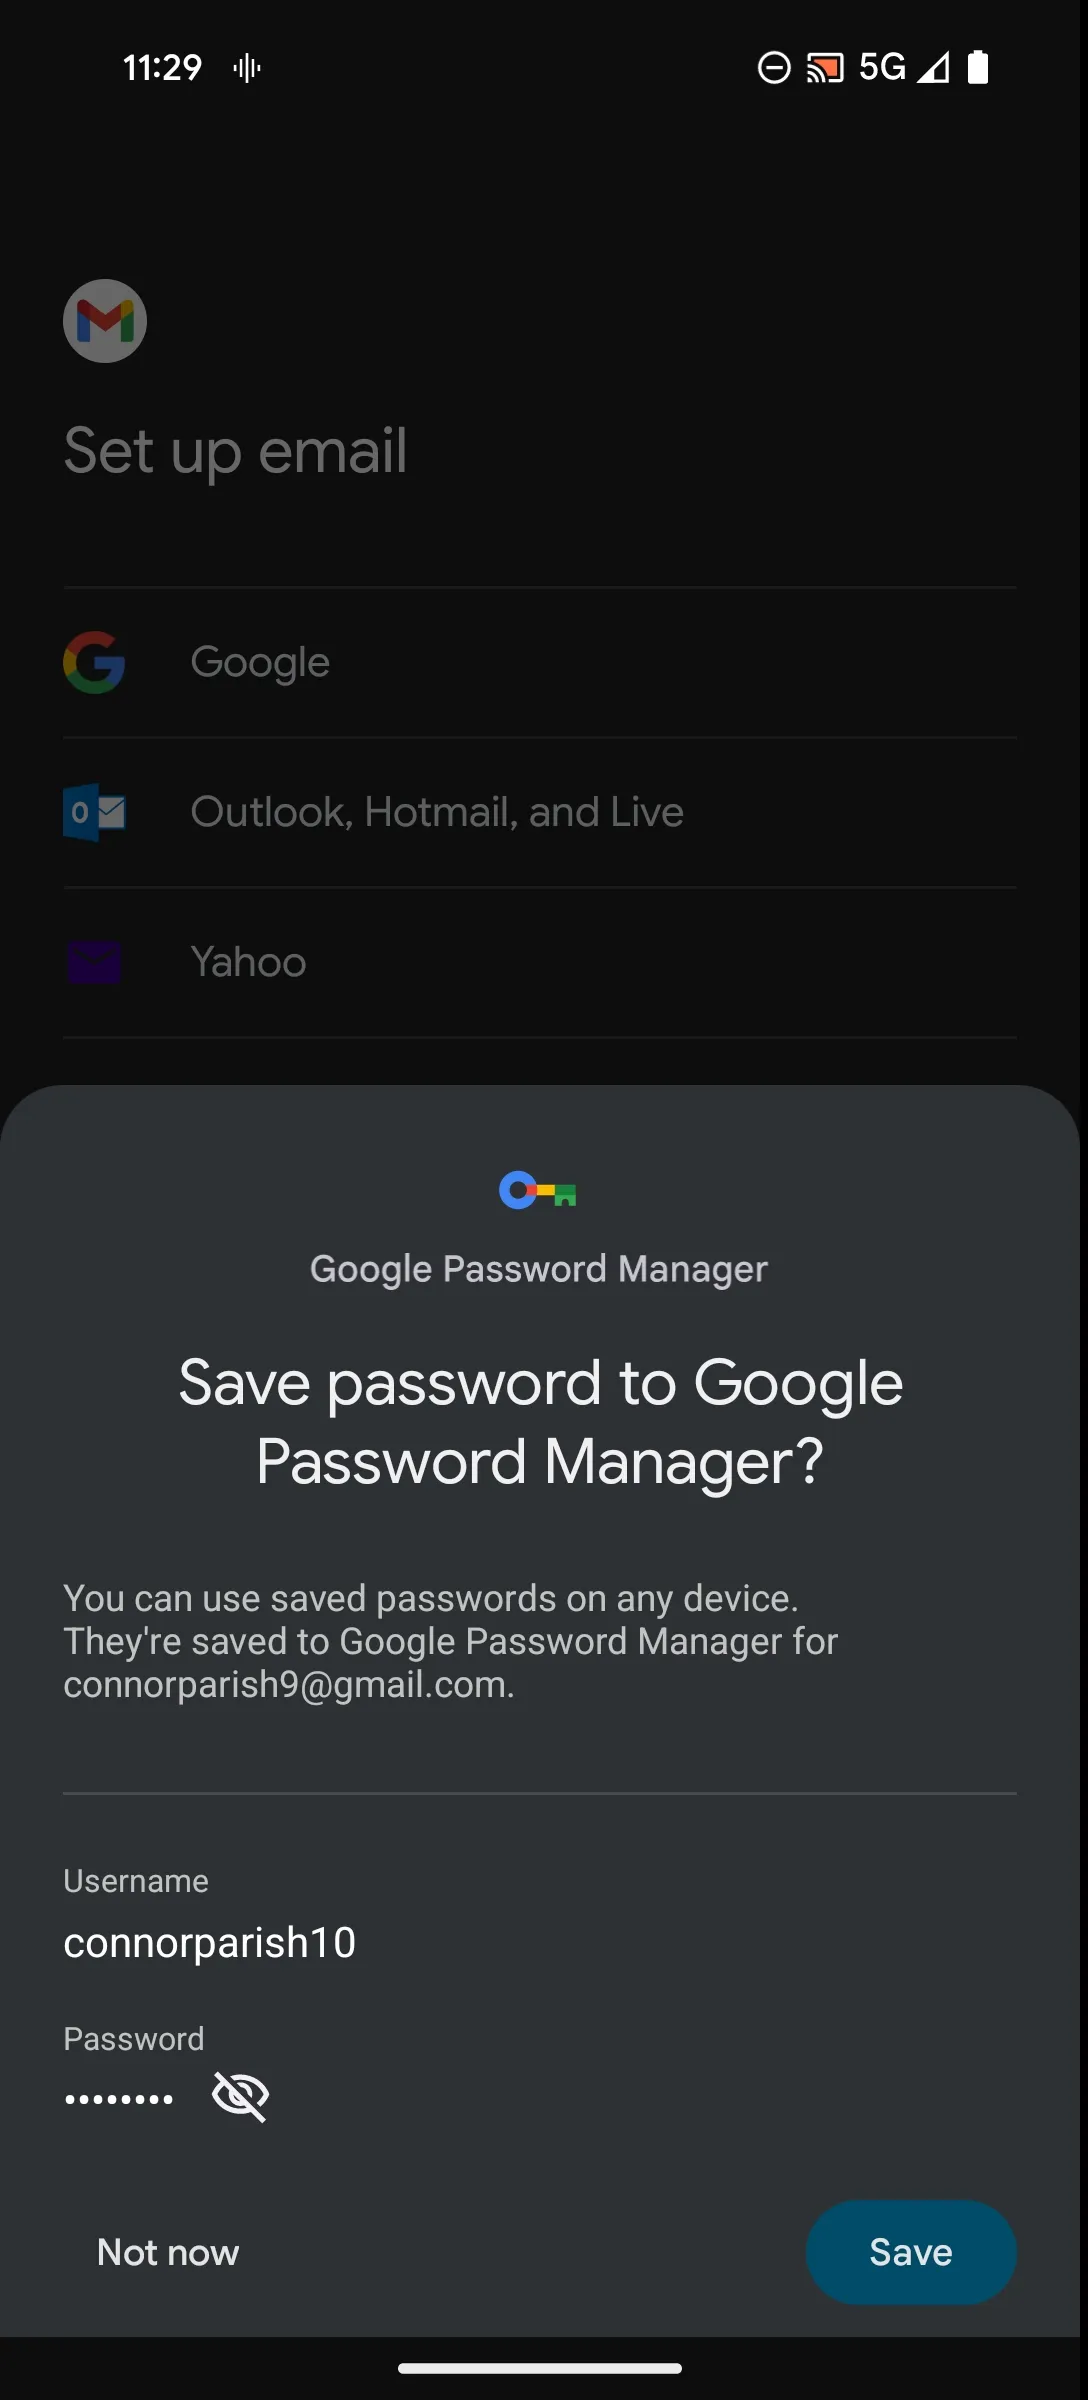 11:29
5G
Set up email
Google
Outlook, Hotmail, and Live
Yahoo
Google Password Manager
Save password to Google
Password Manager?
You can use saved passwords on any device.
They're saved to Google Password Manager for
connorparish9@gmail.com.
Username
connorparish10
Password
••••••••
Not now
Save